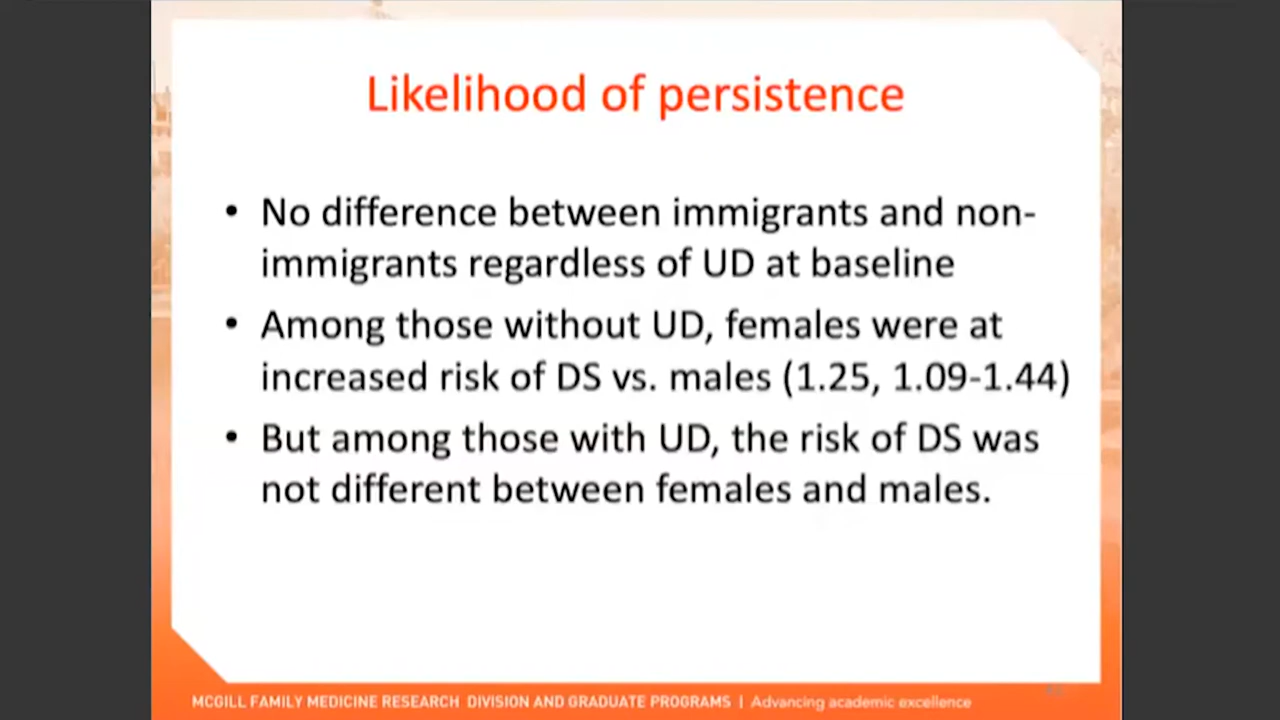 Likelihood of persistence
• No difference between immigrants and non-
immigrants regardless of UD at baseline
• Among those without UD, females were at
increased risk of DS vs. males (1.25, 1.09-1.44)
• But among those with UD, the risk of DS was
not different between females and males.
MCGILL FAMILY MEDICINE RESEARCH DIVISION AND GRADUATE PROGRAMS | Advancing academic excellence